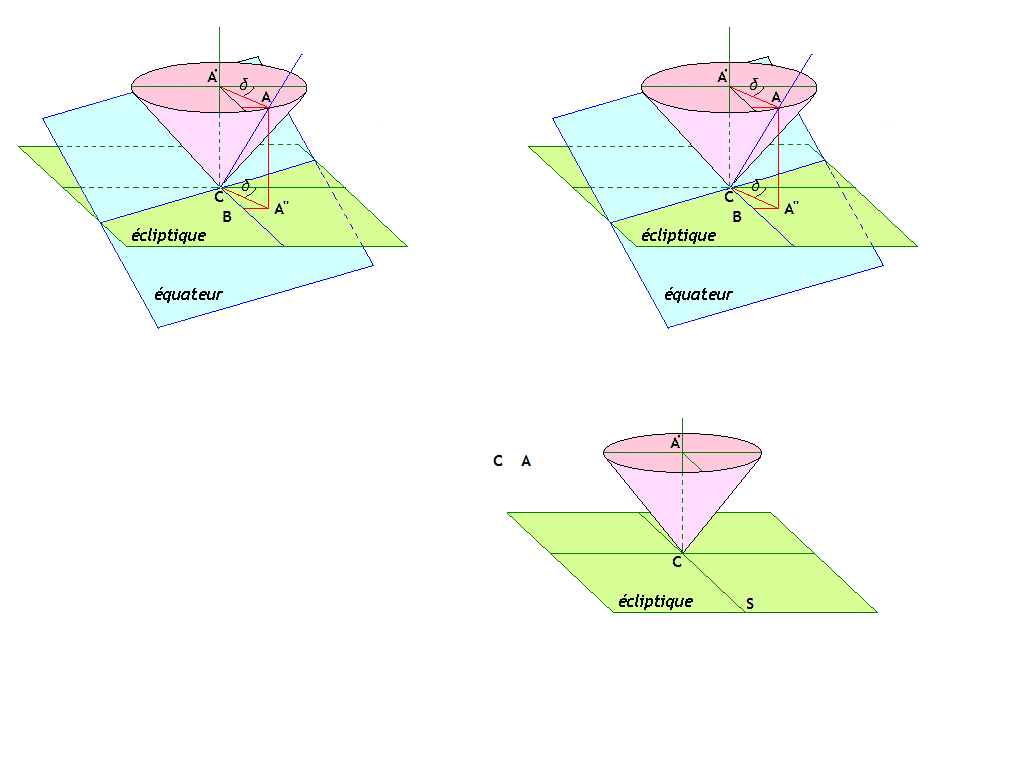 A'
δ
A
C
δ
B
A"
écliptique
équateur
A'
δ
A
C
δ
B
A"
écliptique
équateur
A'
C A
C
écliptique
S